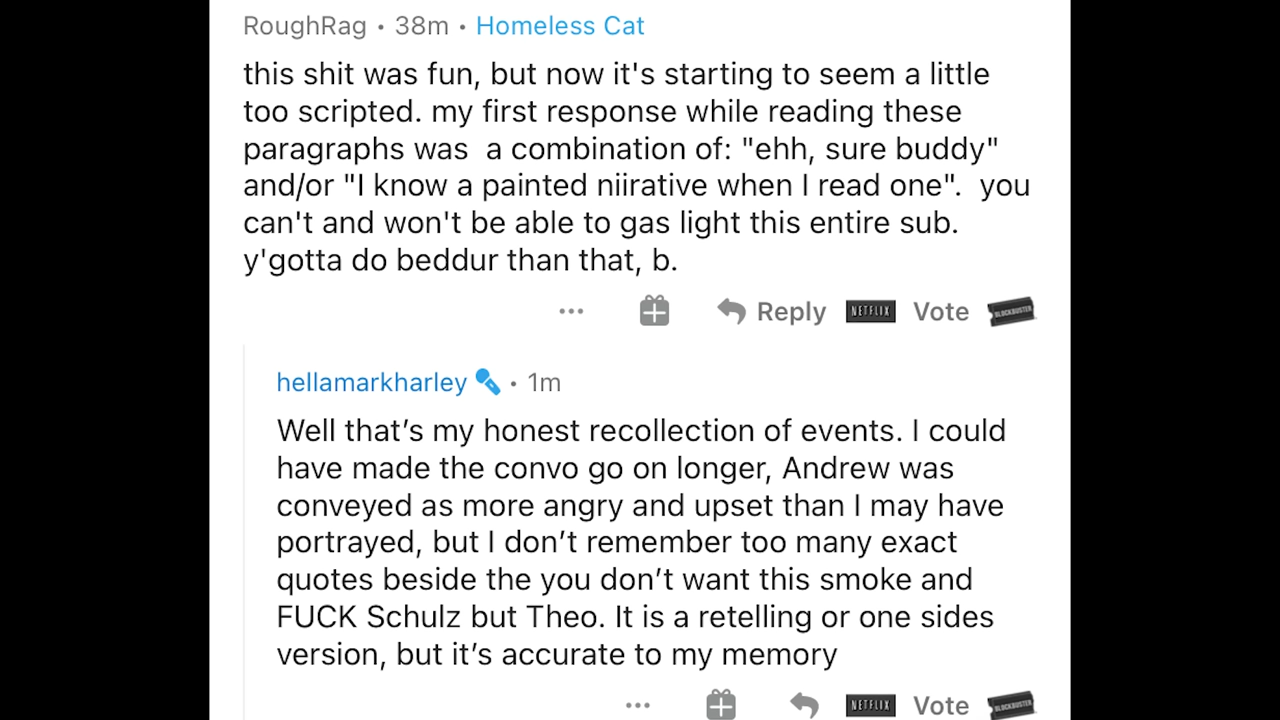 RoughRag • 38m • Homeless Cat
this shit was fun, but now it's starting to seem a little
too scripted. my first response while reading these
paragraphs was  a combination of: "ehh, sure buddy"
and/or "I know a painted niirative when I read one".  you
can't and won't be able to gas light this entire sub.
y'gotta do beddur than that, b.
... Reply NETFLIX Vote BLOCKBUSTER
hellamarkharley • 1m
Well that’s my honest recollection of events. I could
have made the convo go on longer, Andrew was
conveyed as more angry and upset than I may have
portrayed, but I don’t remember too many exact
quotes beside the you don’t want this smoke and
FUCK Schulz but Theo. It is a retelling or one sides
version, but it’s accurate to my memory
... NETFLIX Vote BLOCKBUSTER